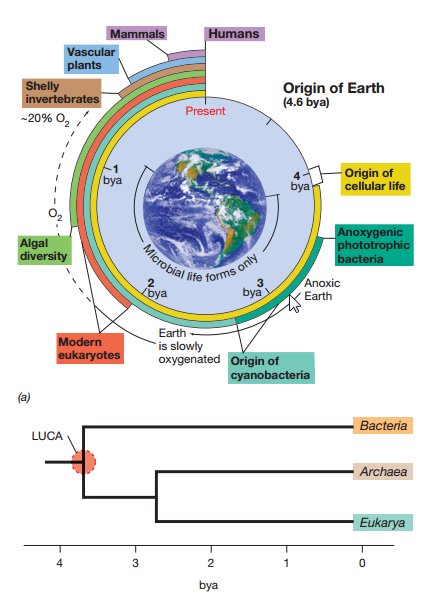 Mammals
Humans
Vascular
plants
Shelly
invertebrates
~20% O2
Origin of Earth
(4.6 bya)
Present
1
bya
4
bya
Origin of
cellular life
O2
Algal
diversity
Anoxygenic
phototrophic
bacteria
Microbial life forms only
2
bya
3
bya
Anoxic
Earth
Modern
eukaryotes
Earth
is slowly
oxygenated
Origin of
cyanobacteria
(a)
LUCA
Bacteria
Archaea
Eukarya
4 3 2 1 0
bya